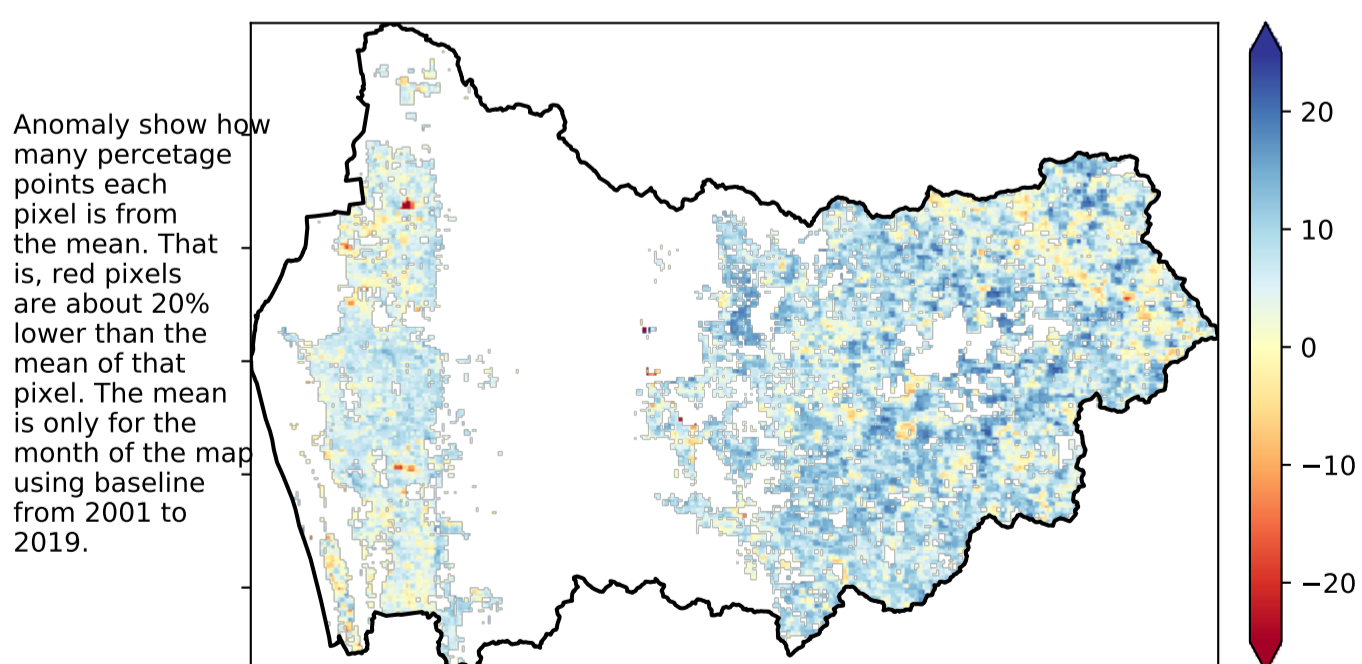 Anomaly show how
many percetage
points each
pixel is from
the mean. That
is, red pixels
are about 20%
lower than the
mean of that
pixel. The mean
is only for the
month of the map
using baseline
from 2001 to
2019.
20
10
0
−10
−20